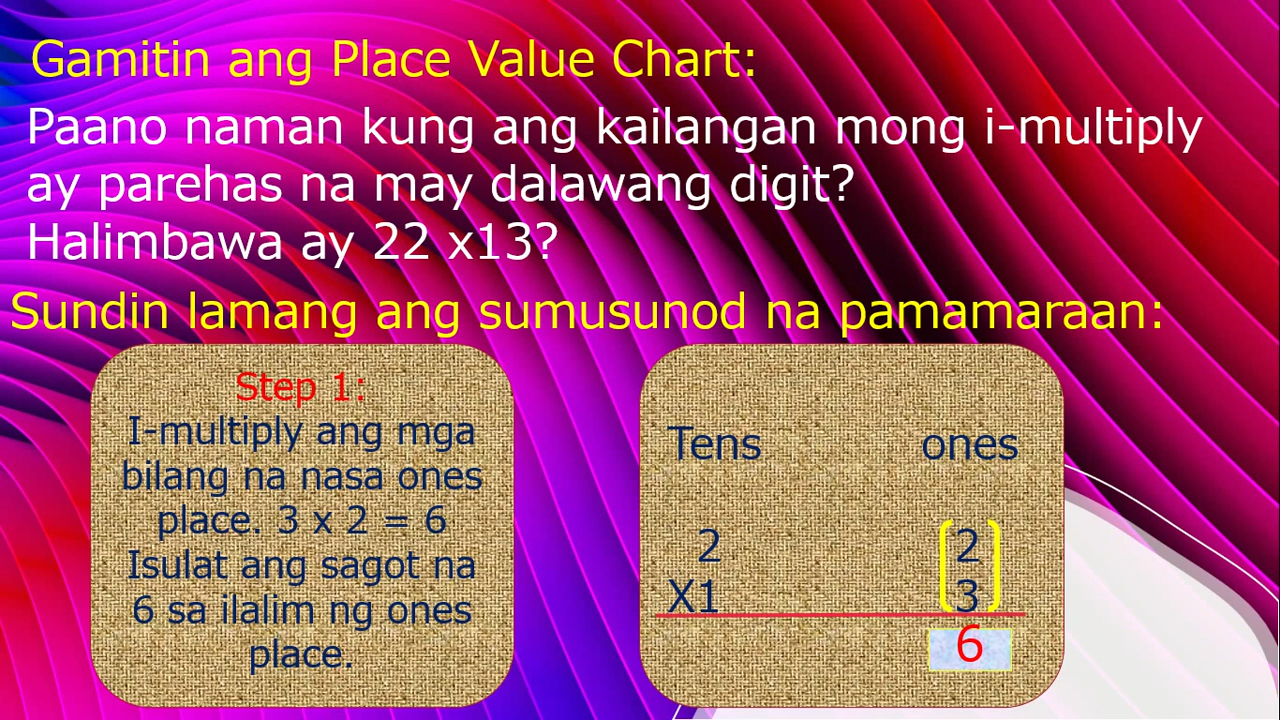 Gamitin ang Place Value Chart:
Paano naman kung ang kailangan mong i-multiply
ay parehas na may dalawang digit?
Halimbawa ay 22 x13?
Sundin lamang ang sumusunod na pamamaraan:
Step 1:
I-multiply ang mga
bilang na nasa ones
place. 3 x 2 = 6
Isulat ang sagot na
6 sa ilalim ng ones
place.
Tens ones
2 2
X1 3
6